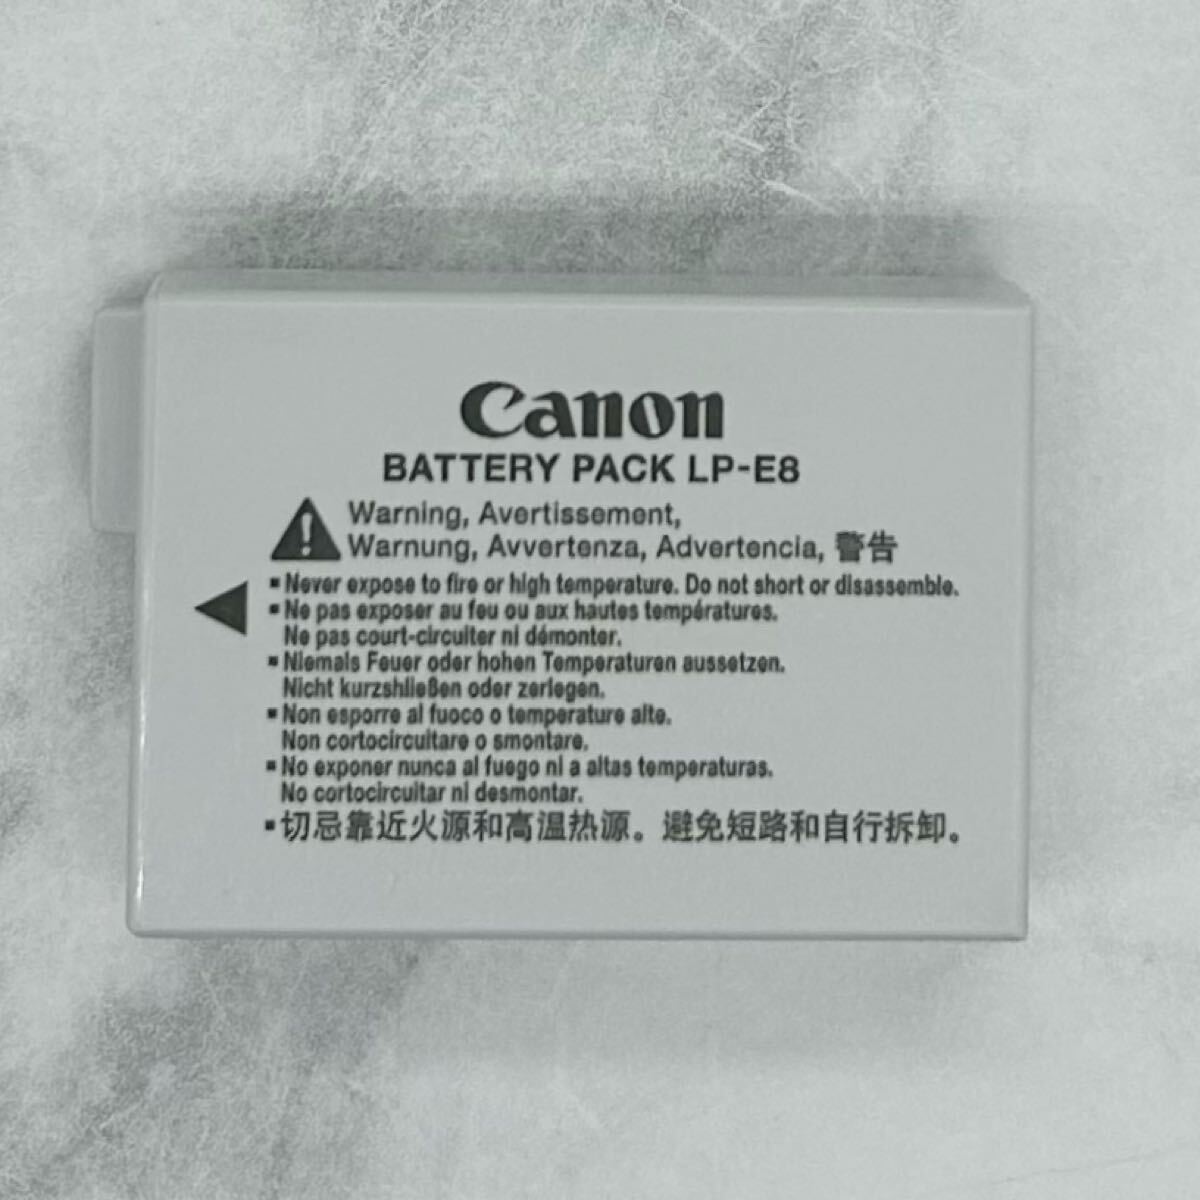 Canon
BATTERY PACK LP-E8
Warning, Avertissement,
Warnung, Avvertenza, Advertencia, 警告
▪ Never expose to fire or high temperature. Do not short or disassemble.
▪ Ne pas exposer au feu ou aux hautes températures.
Ne pas court-circuiter ni démonter.
▪ Niemals Feuer oder hohen Temperaturen aussetzen.
Nicht kurzshließen oder zerlegen.
▪ Non esporre al fuoco o temperature alte.
Non cortocircuitare o smontare.
▪ No exponer nunca al fuego ni a altas temperaturas.
No cortocircuitar ni desmontar.
▪ 切忌靠近火源和高温热源。避免短路和自行拆卸。